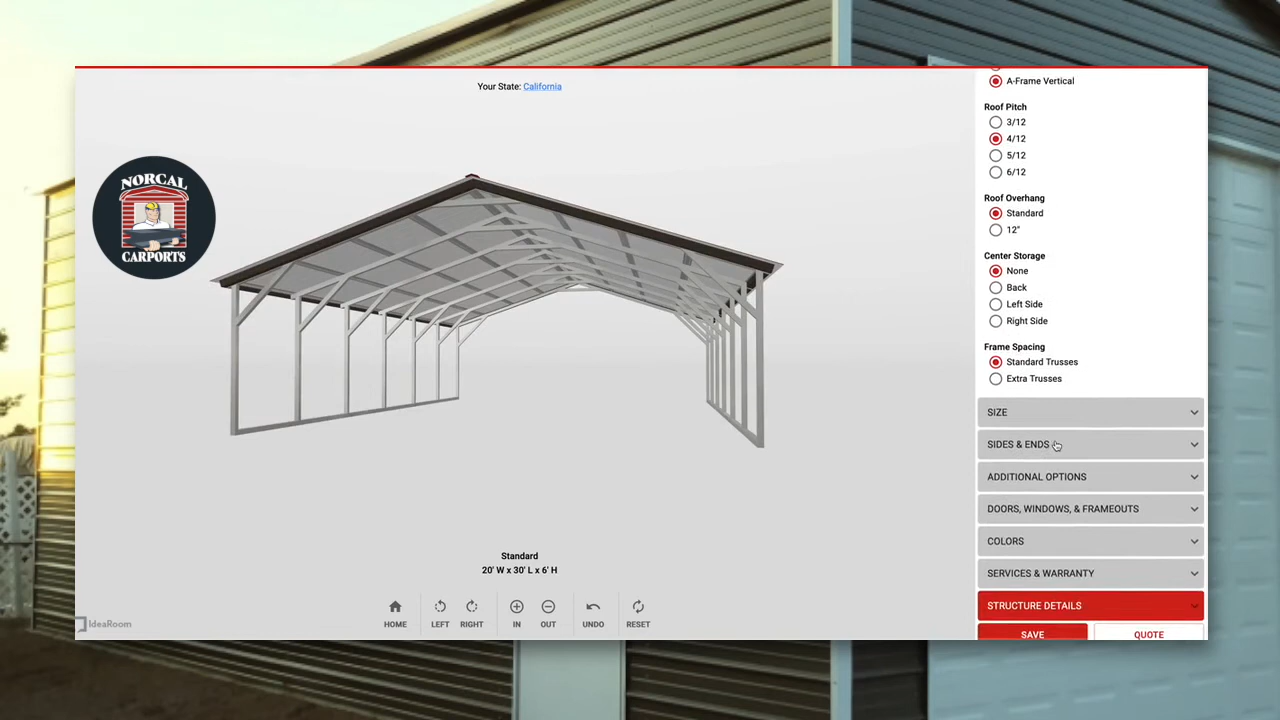 Your State: California
NORCAL
CARPORTS
A-Frame Vertical
Roof Pitch
3/12
4/12
5/12
6/12
Roof Overhang
Standard
12"
Center Storage
None
Back
Left Side
Right Side
Frame Spacing
Standard Trusses
Extra Trusses
SIZE
SIDES & ENDS
ADDITIONAL OPTIONS
DOORS, WINDOWS, & FRAMEOUTS
COLORS
SERVICES & WARRANTY
STRUCTURE DETAILS
SAVE
QUOTE
Standard
20' W x 30' L x 6' H
HOME
LEFT
RIGHT
IN
OUT
UNDO
RESET
IdeaRoom